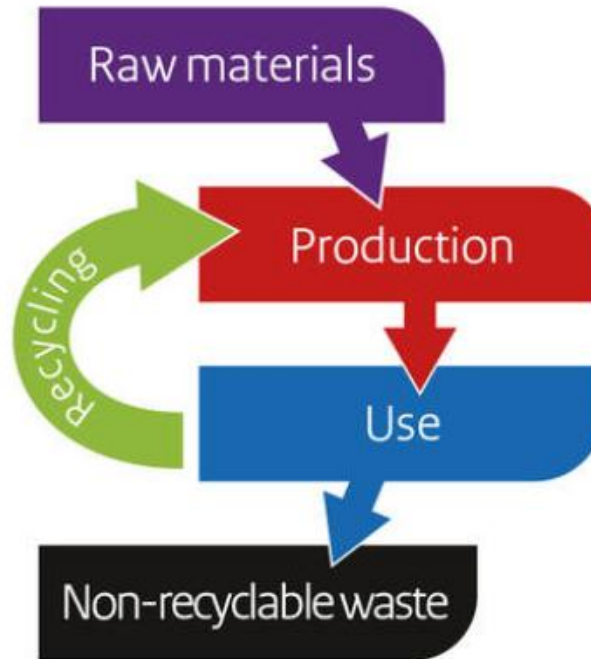 Raw materials
Production
Recycling
Use
Non-recyclable waste